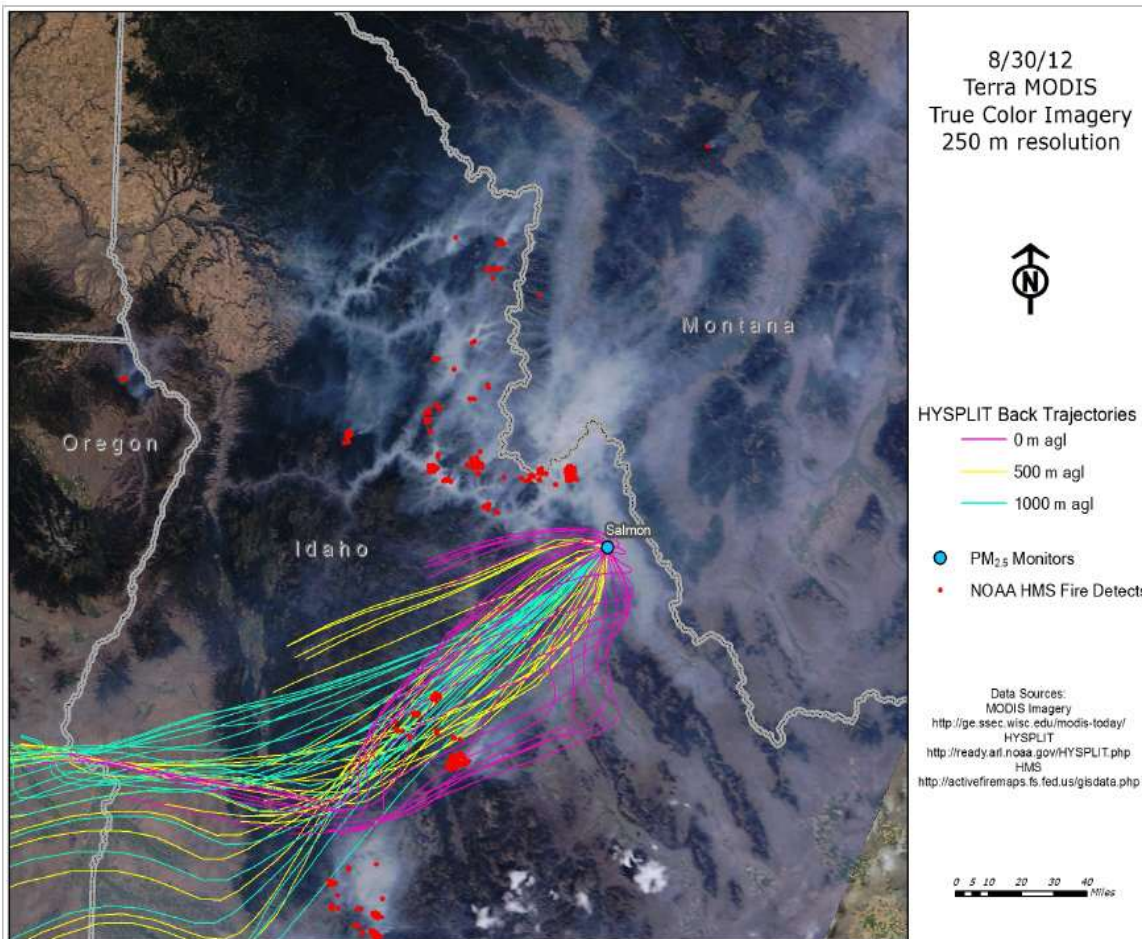 8/30/12
Terra MODIS
True Color Imagery
250 m resolution
N
Montana
Oregon
Idaho
Salmon
HYSPLIT Back Trajectories
0 m agl
500 m agl
1000 m agl
PM2.5 Monitors
NOAA HMS Fire Detects
Data Sources:
MODIS Imagery
http://ge.ssec.wisc.edu/modis-today/
HYSPLIT
http://ready.arl.noaa.gov/HYSPLIT.php
HMS
http://activefiremaps.fs.fed.us/gisdata.php
0 5 10 20 30 40
Miles